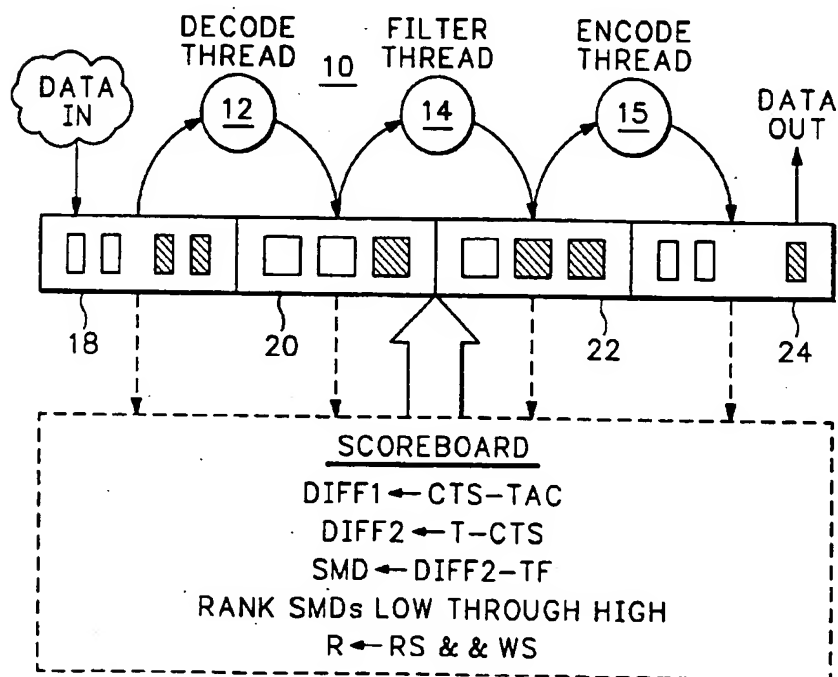 DECODE THREAD
10
FILTER THREAD
ENCODE THREAD
DATA IN
12
14
15
DATA OUT
18
20
22
24
SCOREBOARD
DIFF1←CTS-TAC
DIFF2←T-CTS
SMD←DIFF2-TF
RANK SMDs LOW THROUGH HIGH
R←RS & & WS